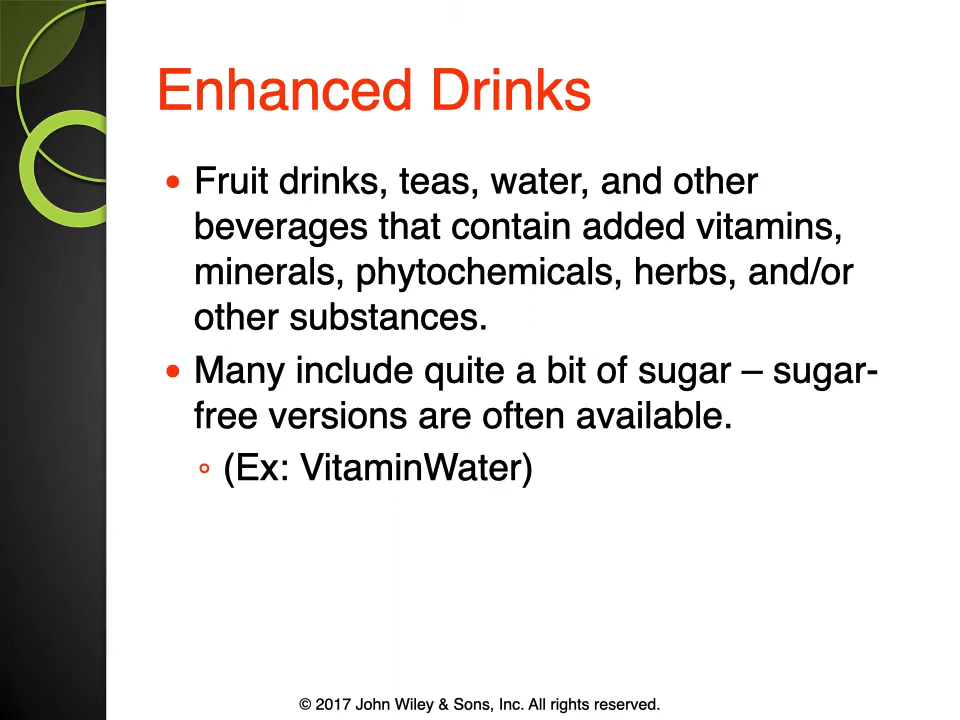 Enhanced Drinks
• Fruit drinks, teas, water, and other
beverages that contain added vitamins,
minerals, phytochemicals, herbs, and/or
other substances.
• Many include quite a bit of sugar – sugar-
free versions are often available.
◦ (Ex: VitaminWater)
© 2017 John Wiley & Sons, Inc. All rights reserved.